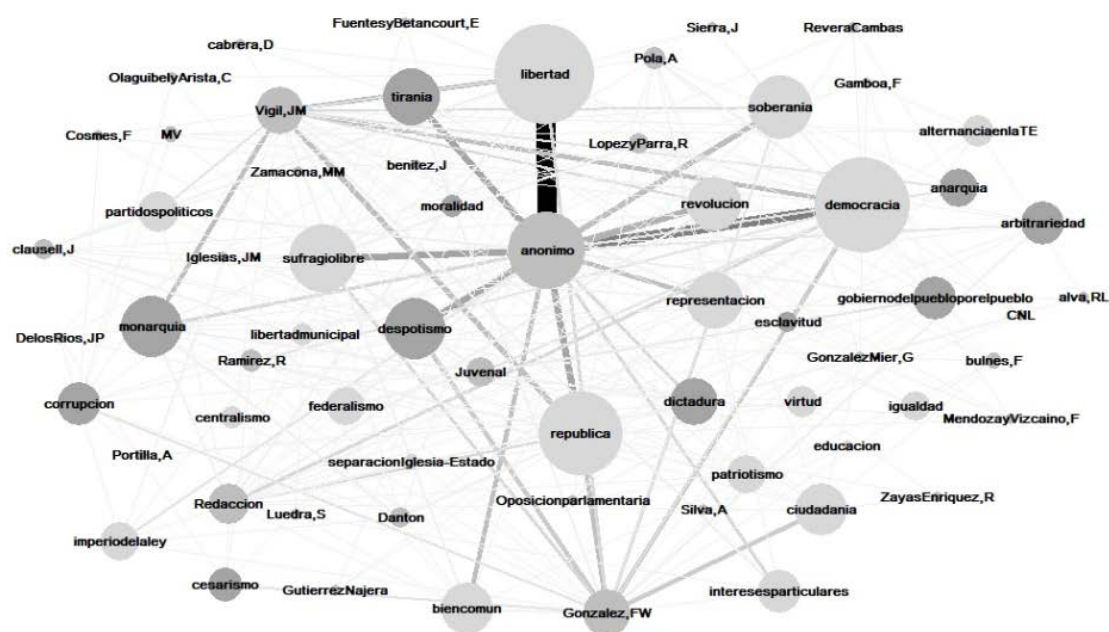 FuentesyBetancourt,E
Sierra,J
ReveraCambas
cabrera,D
Pola,A
libertad
OlaguibelyArista,C
tirania
Gamboa,F
Vigil,JM
soberania
Cosmes,F
MV
LopezyParra,R
alternanciaenlaTE
benitez,J
Zamacona,MM
anarquia
partidospoliticos
moralidad
revolucion
democracia
arbitrariedad
clausell,J
anonimo
Iglesias,JM
sufragiolibre
representacion
gobiernodelpuebloporelpueblo
alva,RL
CNL
monarquia
libertadmunicipal
despotismo
esclavitud
DelosRios,JP
Ramirez,R
GonzalezMier,G
bulnes,F
Juvenal
corrupcion
centralismo
federalismo
dictadura
virtud
igualdad
MendozayVizcaino,F
republica
educacion
Portilla,A
separacionIglesia-Estado
patriotismo
Redaccion
Oposicionparlamentaria
ZayasEnriquez,R
Luedra,S
Danton
Silva,A
ciudadania
imperiodelaley
cesarismo
GutierrezNajera
interesesparticulares
biencomun
Gonzalez,FW